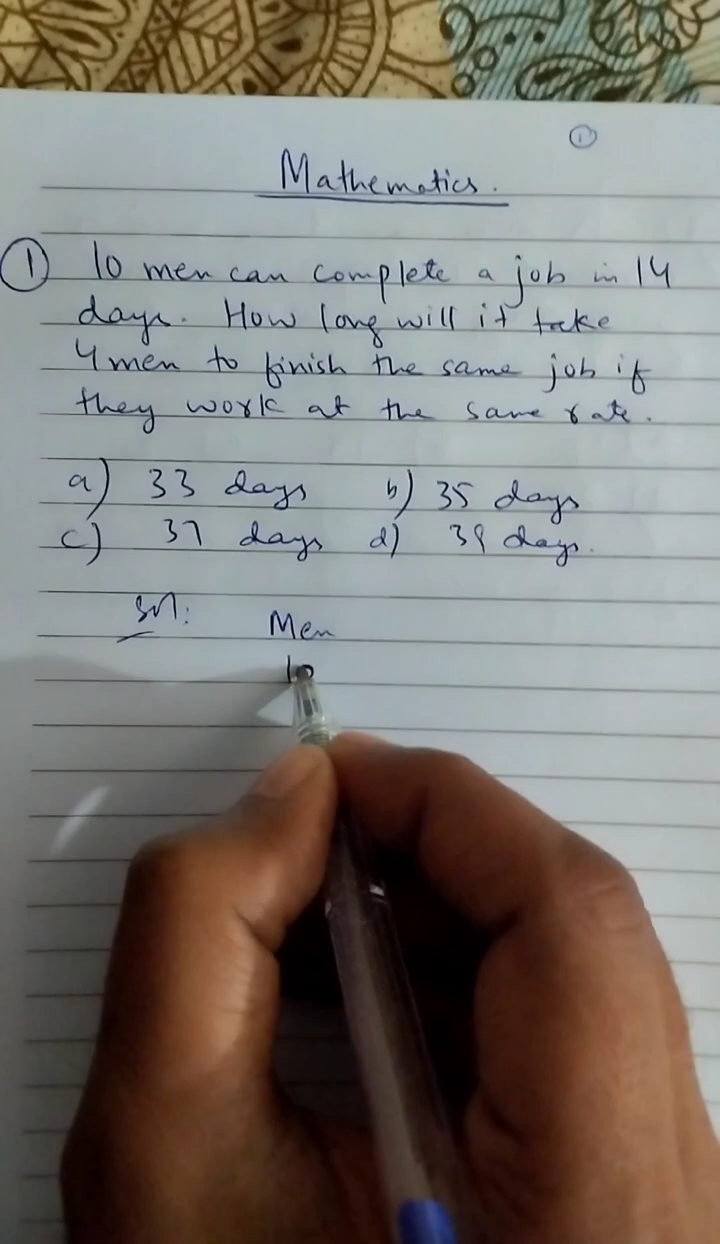 ①
Mathematics.
① 10 men can complete a job in 14
days. How long will it take
4 men to finish the same job if
they work at the same rate.
a) 33 days b) 35 days
c) 37 days d) 39 days.
Sol: Men
10